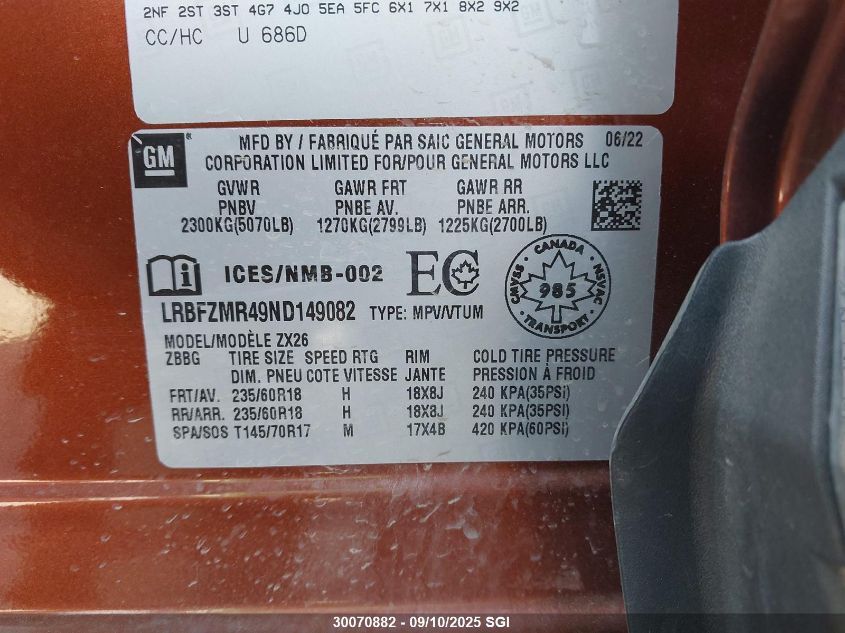 2NF 2ST 3ST 4G7 4J0 5EA 5FC 6X1 7X1 8X2 9X2
CC/HC U 686D
GM ®
MFD BY / FABRIQUÉ PAR SAIC GENERAL MOTORS 06/22
CORPORATION LIMITED FOR/POUR GENERAL MOTORS LLC
GVWR GAWR FRT GAWR RR
PNBV PNBE AV. PNBE ARR.
2300KG(5070LB) 1270KG(2799LB) 1225KG(2700LB)
ICES/NMB-002 EC
CANADA CMVSS NSVAC 985 TRANSPORT
LRBFZMR49ND149082 TYPE: MPV/VTUM
MODEL/MODÈLE ZX26
ZBBG TIRE SIZE SPEED RTG RIM COLD TIRE PRESSURE
DIM. PNEU COTE VITESSE JANTE PRESSION À FROID
FRT/AV. 235/60R18 H 18X8J 240 KPA(35PSI)
RR/ARR. 235/60R18 H 18X8J 240 KPA(35PSI)
SPA/SOS T145/70R17 M 17X4B 420 KPA(60PSI)
30070882 - 09/10/2025 SGI